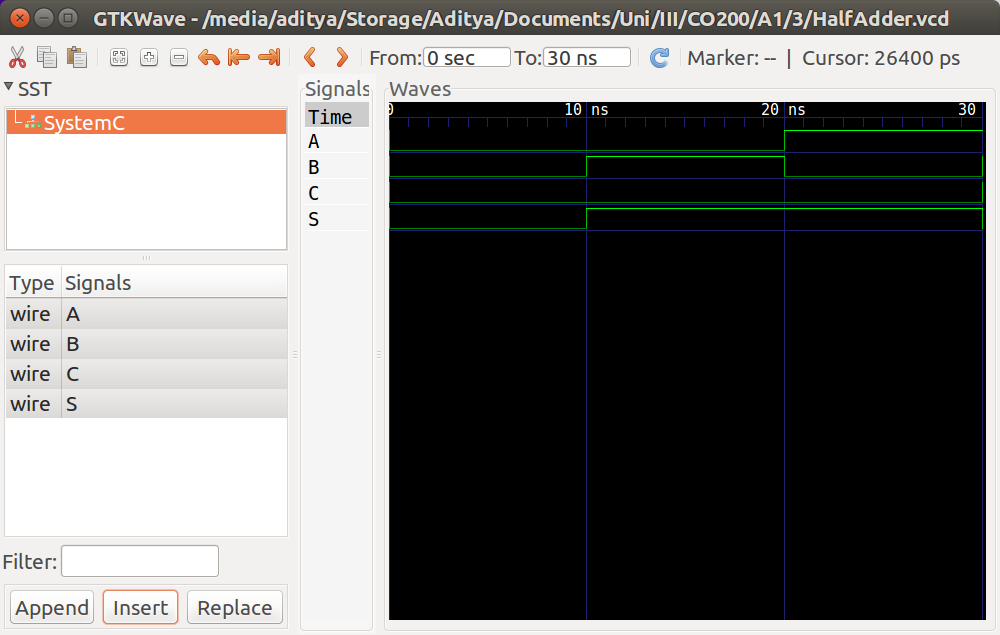 GTKWave - /media/aditya/Storage/Aditya/Documents/Uni/III/CO200/A1/3/HalfAdder.vcd
From: 0 sec To: 30 ns Marker: -- | Cursor: 26400 ps
SST
SystemC
Type Signals
wire A
wire B
wire C
wire S
Filter:
Append Insert Replace
Signals
Time
A
B
C
S
Waves
0 10 ns 20 ns 30